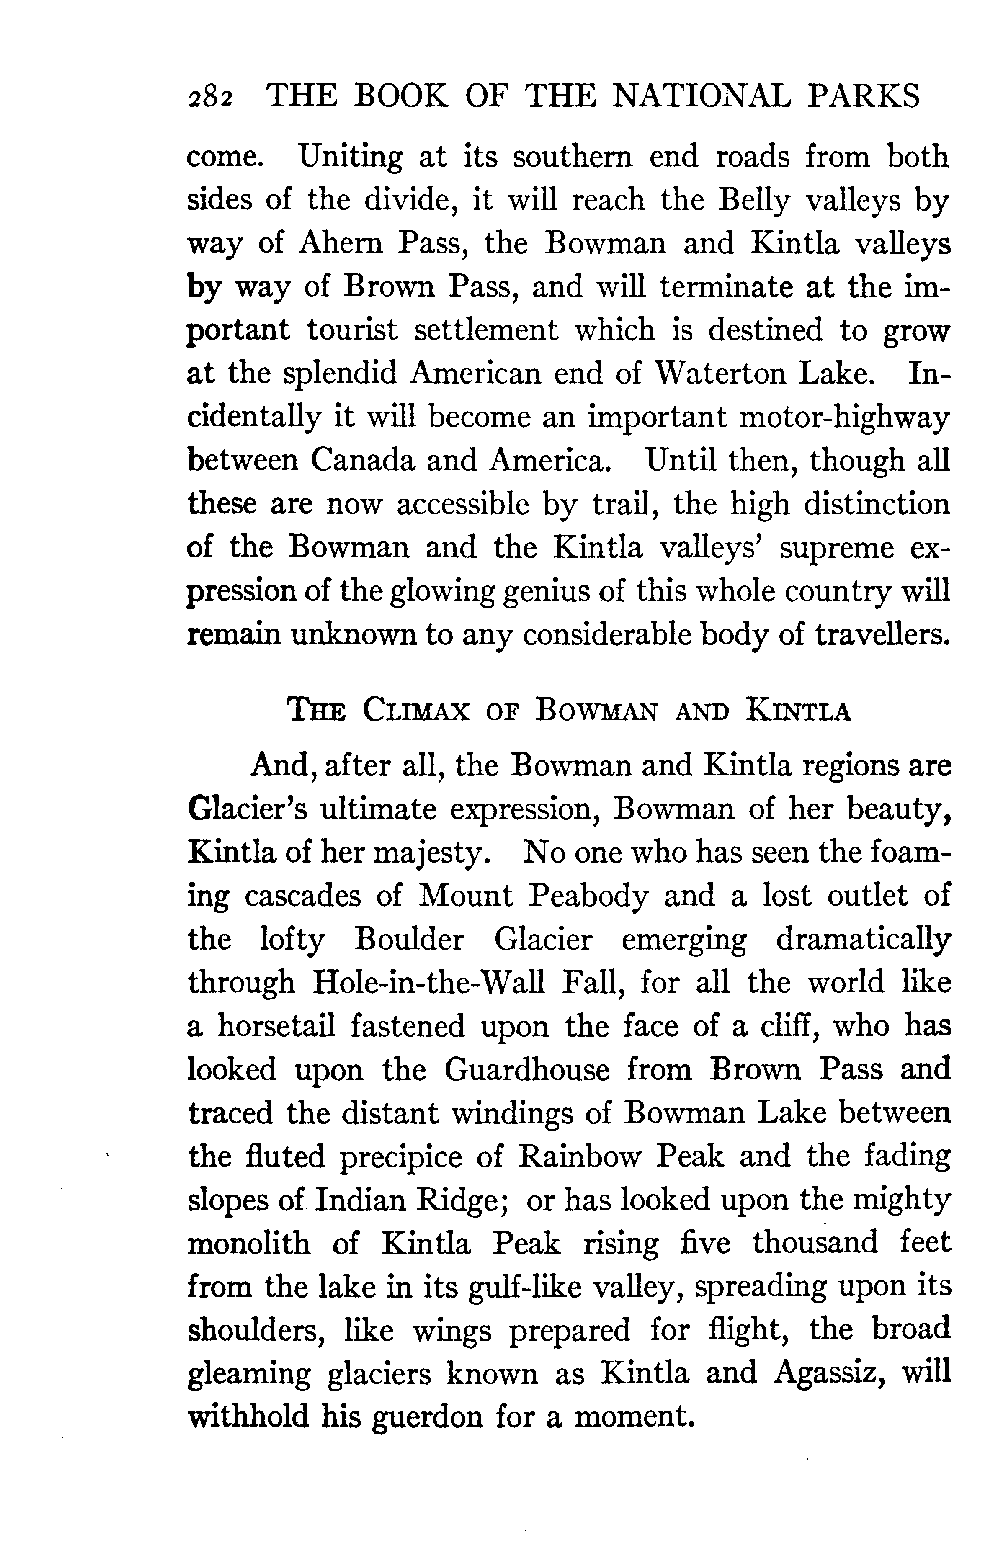 282 THE BOOK OF THE NATIONAL PARKS
come. Uniting at its southern end roads from both
sides of the divide, it will reach the Belly valleys by
way of Ahern Pass, the Bowman and Kintla valleys
by way of Brown Pass, and will terminate at the im-
portant tourist settlement which is destined to grow
at the splendid American end of Waterton Lake. In-
cidentally it will become an important motor-highway
between Canada and America. Until then, though all
these are now accessible by trail, the high distinction
of the Bowman and the Kintla valleys' supreme ex-
pression of the glowing genius of this whole country will
remain unknown to any considerable body of travellers.
THE CLIMAX OF BOWMAN AND KINTLA
And, after all, the Bowman and Kintla regions are
Glacier's ultimate expression, Bowman of her beauty,
Kintla of her majesty. No one who has seen the foam-
ing cascades of Mount Peabody and a lost outlet of
the lofty Boulder Glacier emerging dramatically
through Hole-in-the-Wall Fall, for all the world like
a horsetail fastened upon the face of a cliff, who has
looked upon the Guardhouse from Brown Pass and
traced the distant windings of Bowman Lake between
the fluted precipice of Rainbow Peak and the fading
slopes of Indian Ridge; or has looked upon the mighty
monolith of Kintla Peak rising five thousand feet
from the lake in its gulf-like valley, spreading upon its
shoulders, like wings prepared for flight, the broad
gleaming glaciers known as Kintla and Agassiz, will
withhold his guerdon for a moment.